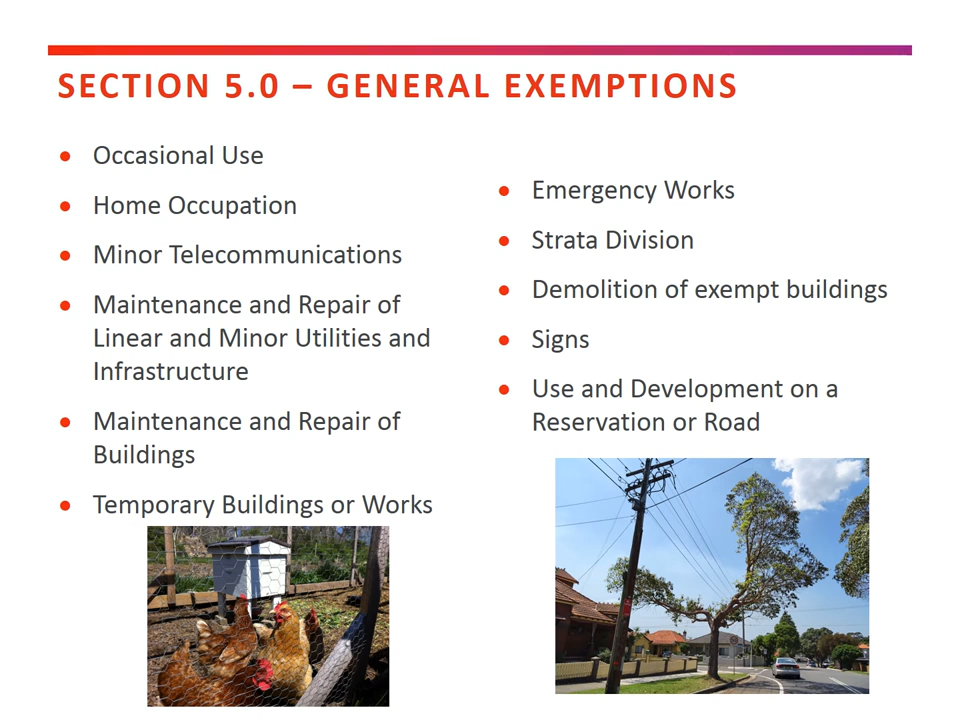 SECTION 5.0 – GENERAL EXEMPTIONS
Occasional Use
Home Occupation
Minor Telecommunications
Maintenance and Repair of
Linear and Minor Utilities and
Infrastructure
Maintenance and Repair of
Buildings
Temporary Buildings or Works
Emergency Works
Strata Division
Demolition of exempt buildings
Signs
Use and Development on a
Reservation or Road